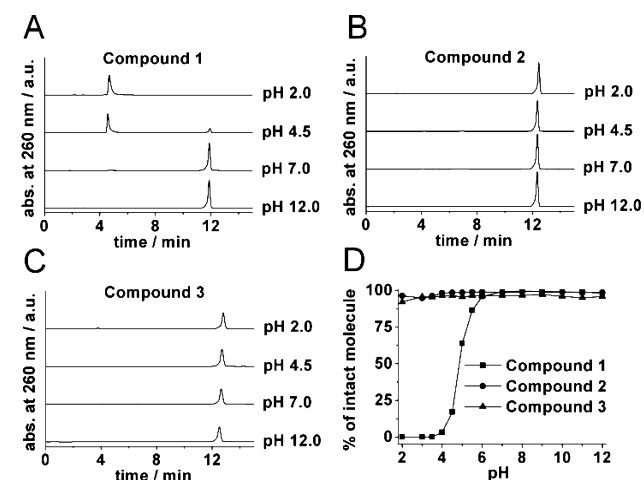 A
Compound 1
abs. at 260 nm / a.u.
pH 2.0
pH 4.5
pH 7.0
pH 12.0
0 4 8 12
time / min
B
Compound 2
abs. at 260 nm / a.u.
pH 2.0
pH 4.5
pH 7.0
pH 12.0
0 4 8 12
time / min
C
Compound 3
abs. at 260 nm / a.u.
pH 2.0
pH 4.5
pH 7.0
pH 12.0
0 4 8 12
time / min
D
% of intact molecule
100
75
50
25
0
Compound 1
Compound 2
Compound 3
2 4 6 8 10 12
pH